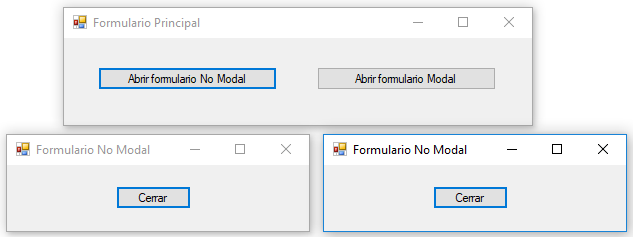 Formulario Principal
Abrir formulario No Modal
Abrir formulario Modal
Formulario No Modal
Cerrar
Formulario No Modal
Cerrar